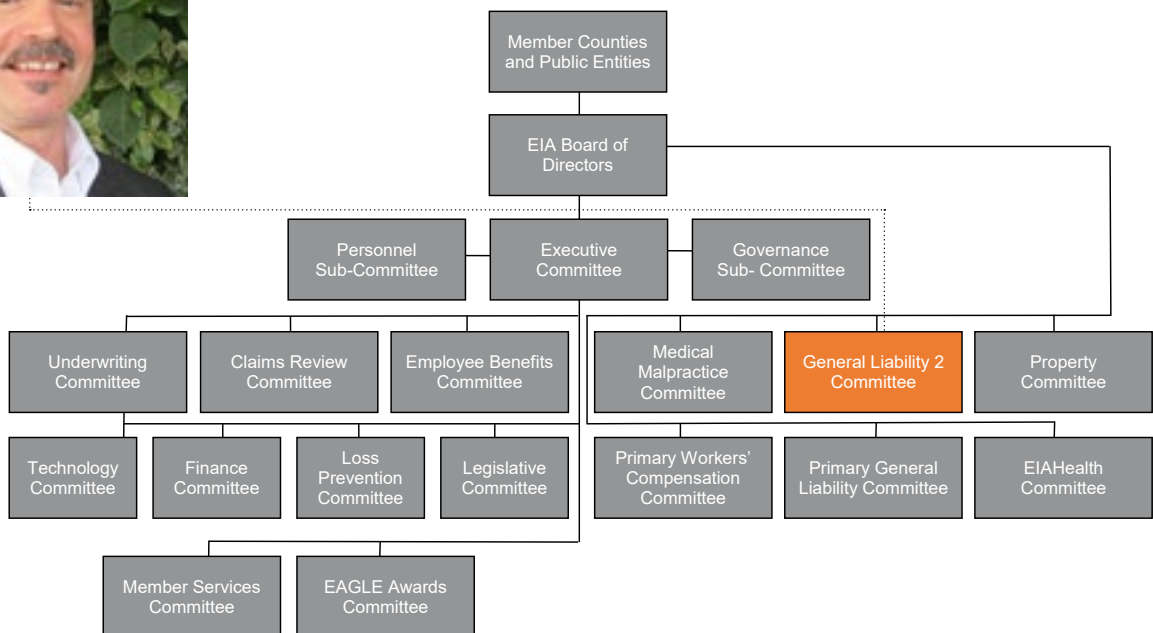 Member Counties
and Public Entities
EIA Board of
Directors
Personnel
Sub-Committee
Executive
Committee
Governance
Sub- Committee
Underwriting
Committee
Claims Review
Committee
Employee Benefits
Committee
Medical
Malpractice
Committee
General Liability 2
Committee
Property
Committee
Technology
Committee
Finance
Committee
Loss
Prevention
Committee
Legislative
Committee
Primary Workers’
Compensation
Committee
Primary General
Liability Committee
EIAHealth
Committee
Member Services
Committee
EAGLE Awards
Committee